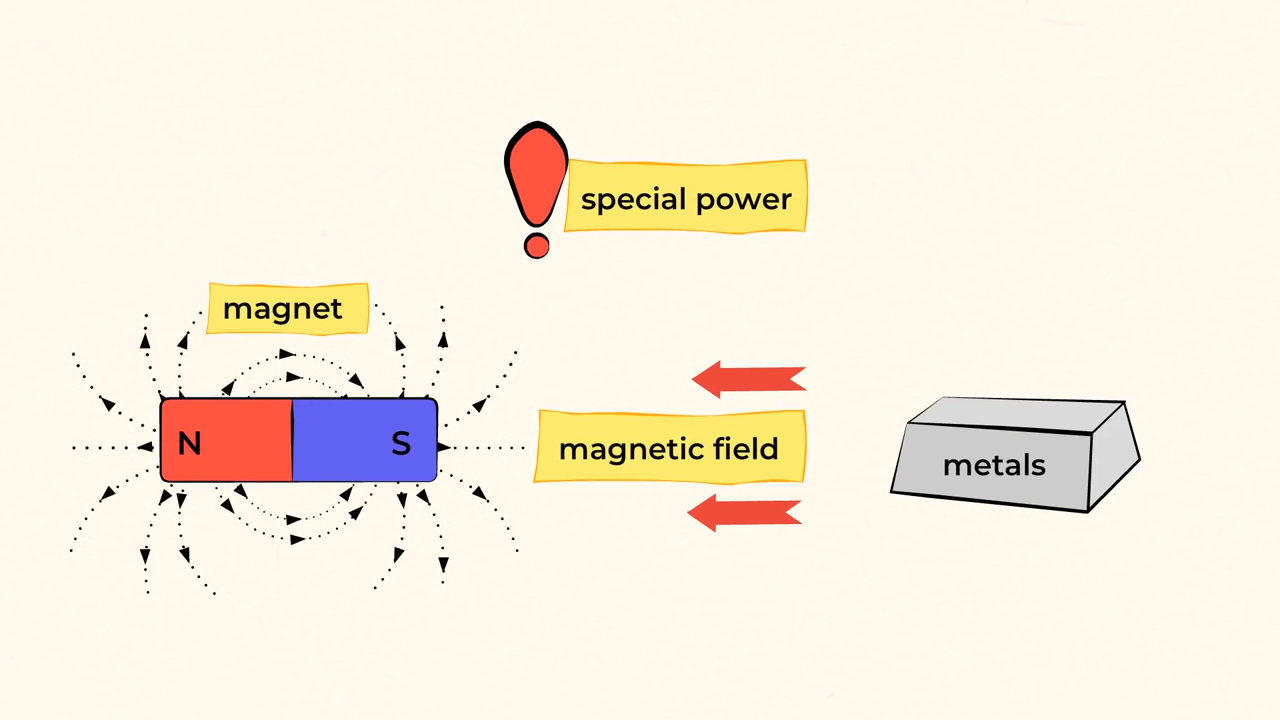 special power
magnet
N
S
magnetic field
metals